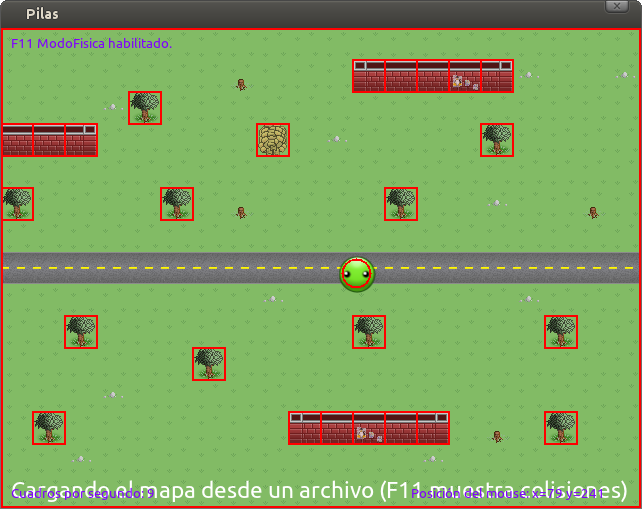 Pilas
F11 ModoFisica habilitado.
Cargando el mapa desde un archivo (F11 muestra colisiones)
Cuadros por segundo: 9
Posición del mouse: x=79 y=241